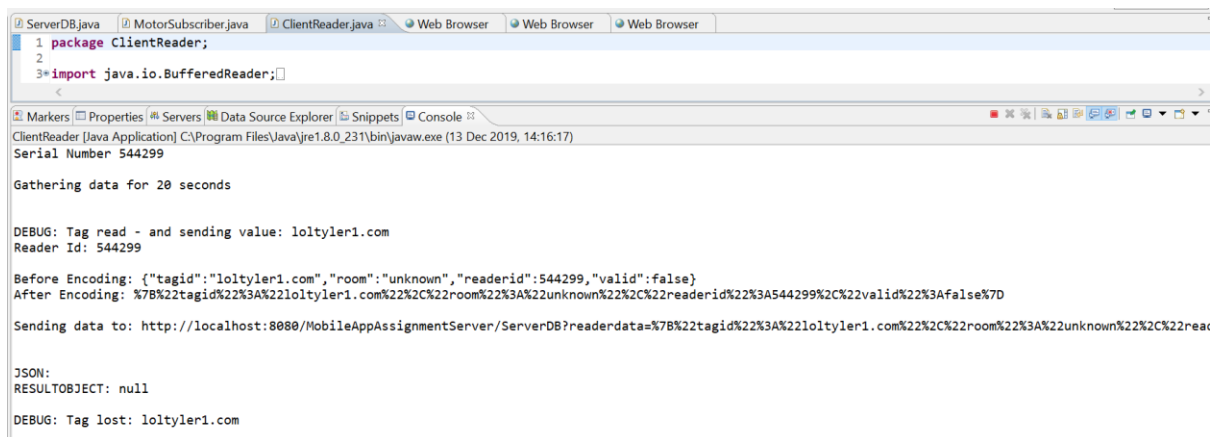 ServerDB.java MotorSubscriber.java ClientReader.java Web Browser Web Browser Web Browser
1 package ClientReader;
2
3 import java.io.BufferedReader;
Markers Properties Servers Data Source Explorer Snippets Console
ClientReader [Java Application] C:\Program Files\Java\jre1.8.0_231\bin\javaw.exe (13 Dec 2019, 14:16:17)
Serial Number 544299
Gathering data for 20 seconds
DEBUG: Tag read - and sending value: loltyler1.com
Reader Id: 544299
Before Encoding: {"tagid":"loltyler1.com","room":"unknown","readerid":544299,"valid":false}
After Encoding: %7B%22tagid%22%3A%22loltyler1.com%22%2C%22room%22%3A%22unknown%22%2C%22readerid%22%3A544299%2C%22valid%22%3Afalse%7D
Sending data to: http://localhost:8080/MobileAppAssignmentServer/ServerDB?readerdata=%7B%22tagid%22%3A%22loltyler1.com%22%2C%22room%22%3A%22unknown%22%2C%22read
JSON:
RESULTOBJECT: null
DEBUG: Tag lost: loltyler1.com